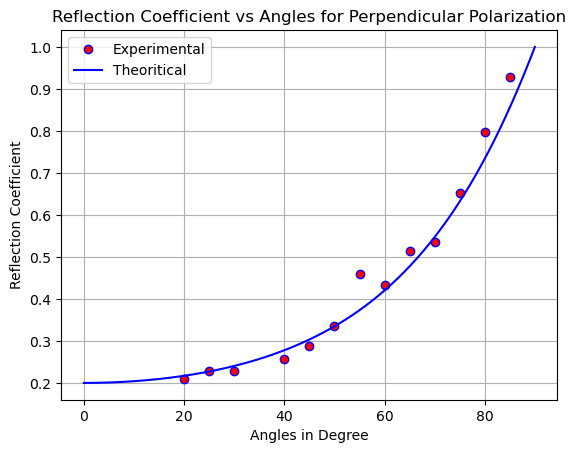 Reflection Coefficient vs Angles for Perpendicular Polarization
Experimental
Theoritical
Reflection Coefficient
1.0
0.9
0.8
0.7
0.6
0.5
0.4
0.3
0.2
0
20
40
60
80
Angles in Degree